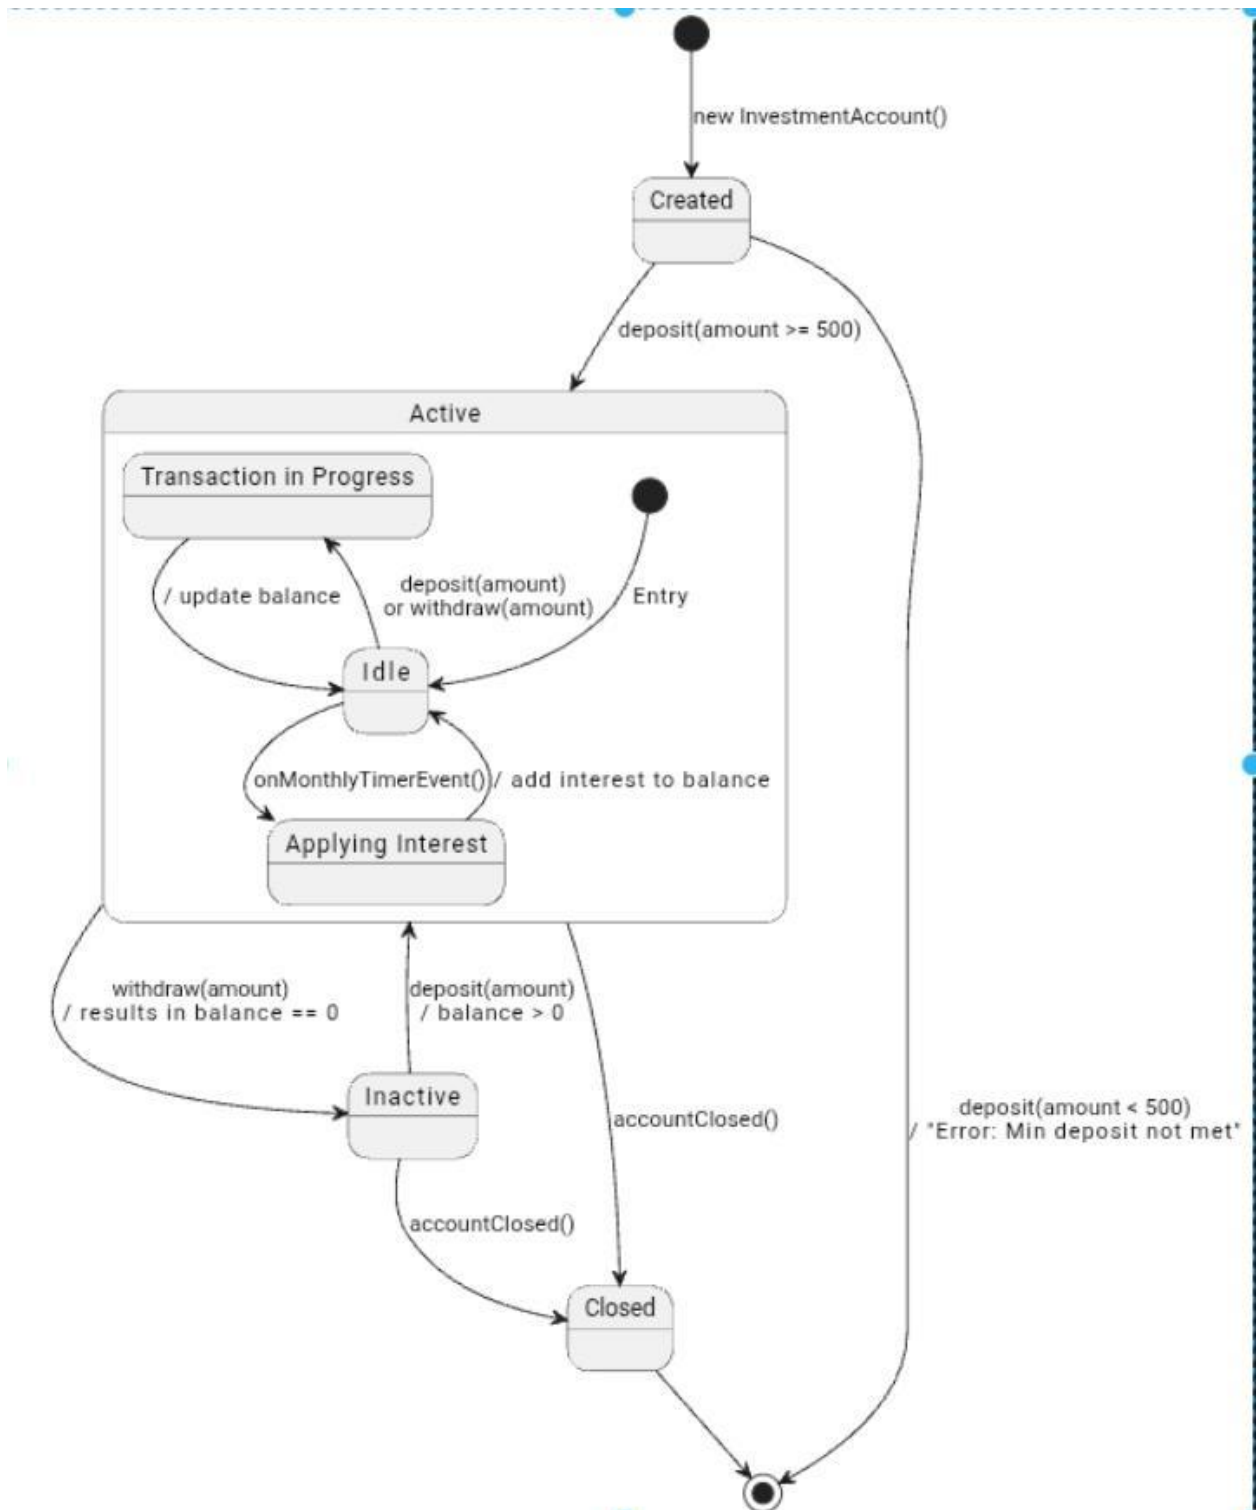 new InvestmentAccount()
Created
deposit(amount >= 500)
Active
Transaction in Progress
/ update balance
deposit(amount)
or withdraw(amount)
Entry
Idle
onMonthlyTimerEvent()
/ add interest to balance
Applying Interest
withdraw(amount)
/ results in balance == 0
deposit(amount)
/ balance > 0
Inactive
accountClosed()
deposit(amount < 500)
/ "Error: Min deposit not met"
accountClosed()
Closed